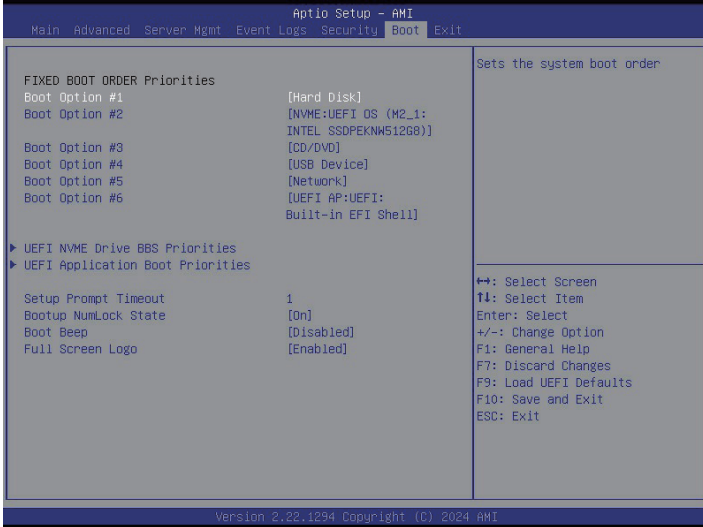 Aptio Setup – AMI
Main Advanced Server Mgmt Event Logs Security Boot Exit
FIXED BOOT ORDER Priorities
Boot Option #1 [Hard Disk]
Boot Option #2 [NVME:UEFI OS (M2_1:
INTEL SSDPEKNW512G8)]
Boot Option #3 [CD/DVD]
Boot Option #4 [USB Device]
Boot Option #5 [Network]
Boot Option #6 [UEFI AP:UEFI:
Built-in EFI Shell]
UEFI NVME Drive BBS Priorities
UEFI Application Boot Priorities
Setup Prompt Timeout 1
Bootup NumLock State [On]
Boot Beep [Disabled]
Full Screen Logo [Enabled]
Sets the system boot order
↔: Select Screen
↑↓: Select Item
Enter: Select
+/-: Change Option
F1: General Help
F7: Discard Changes
F9: Load UEFI Defaults
F10: Save and Exit
ESC: Exit
Version 2.22.1294 Copyright (C) 2024 AMI